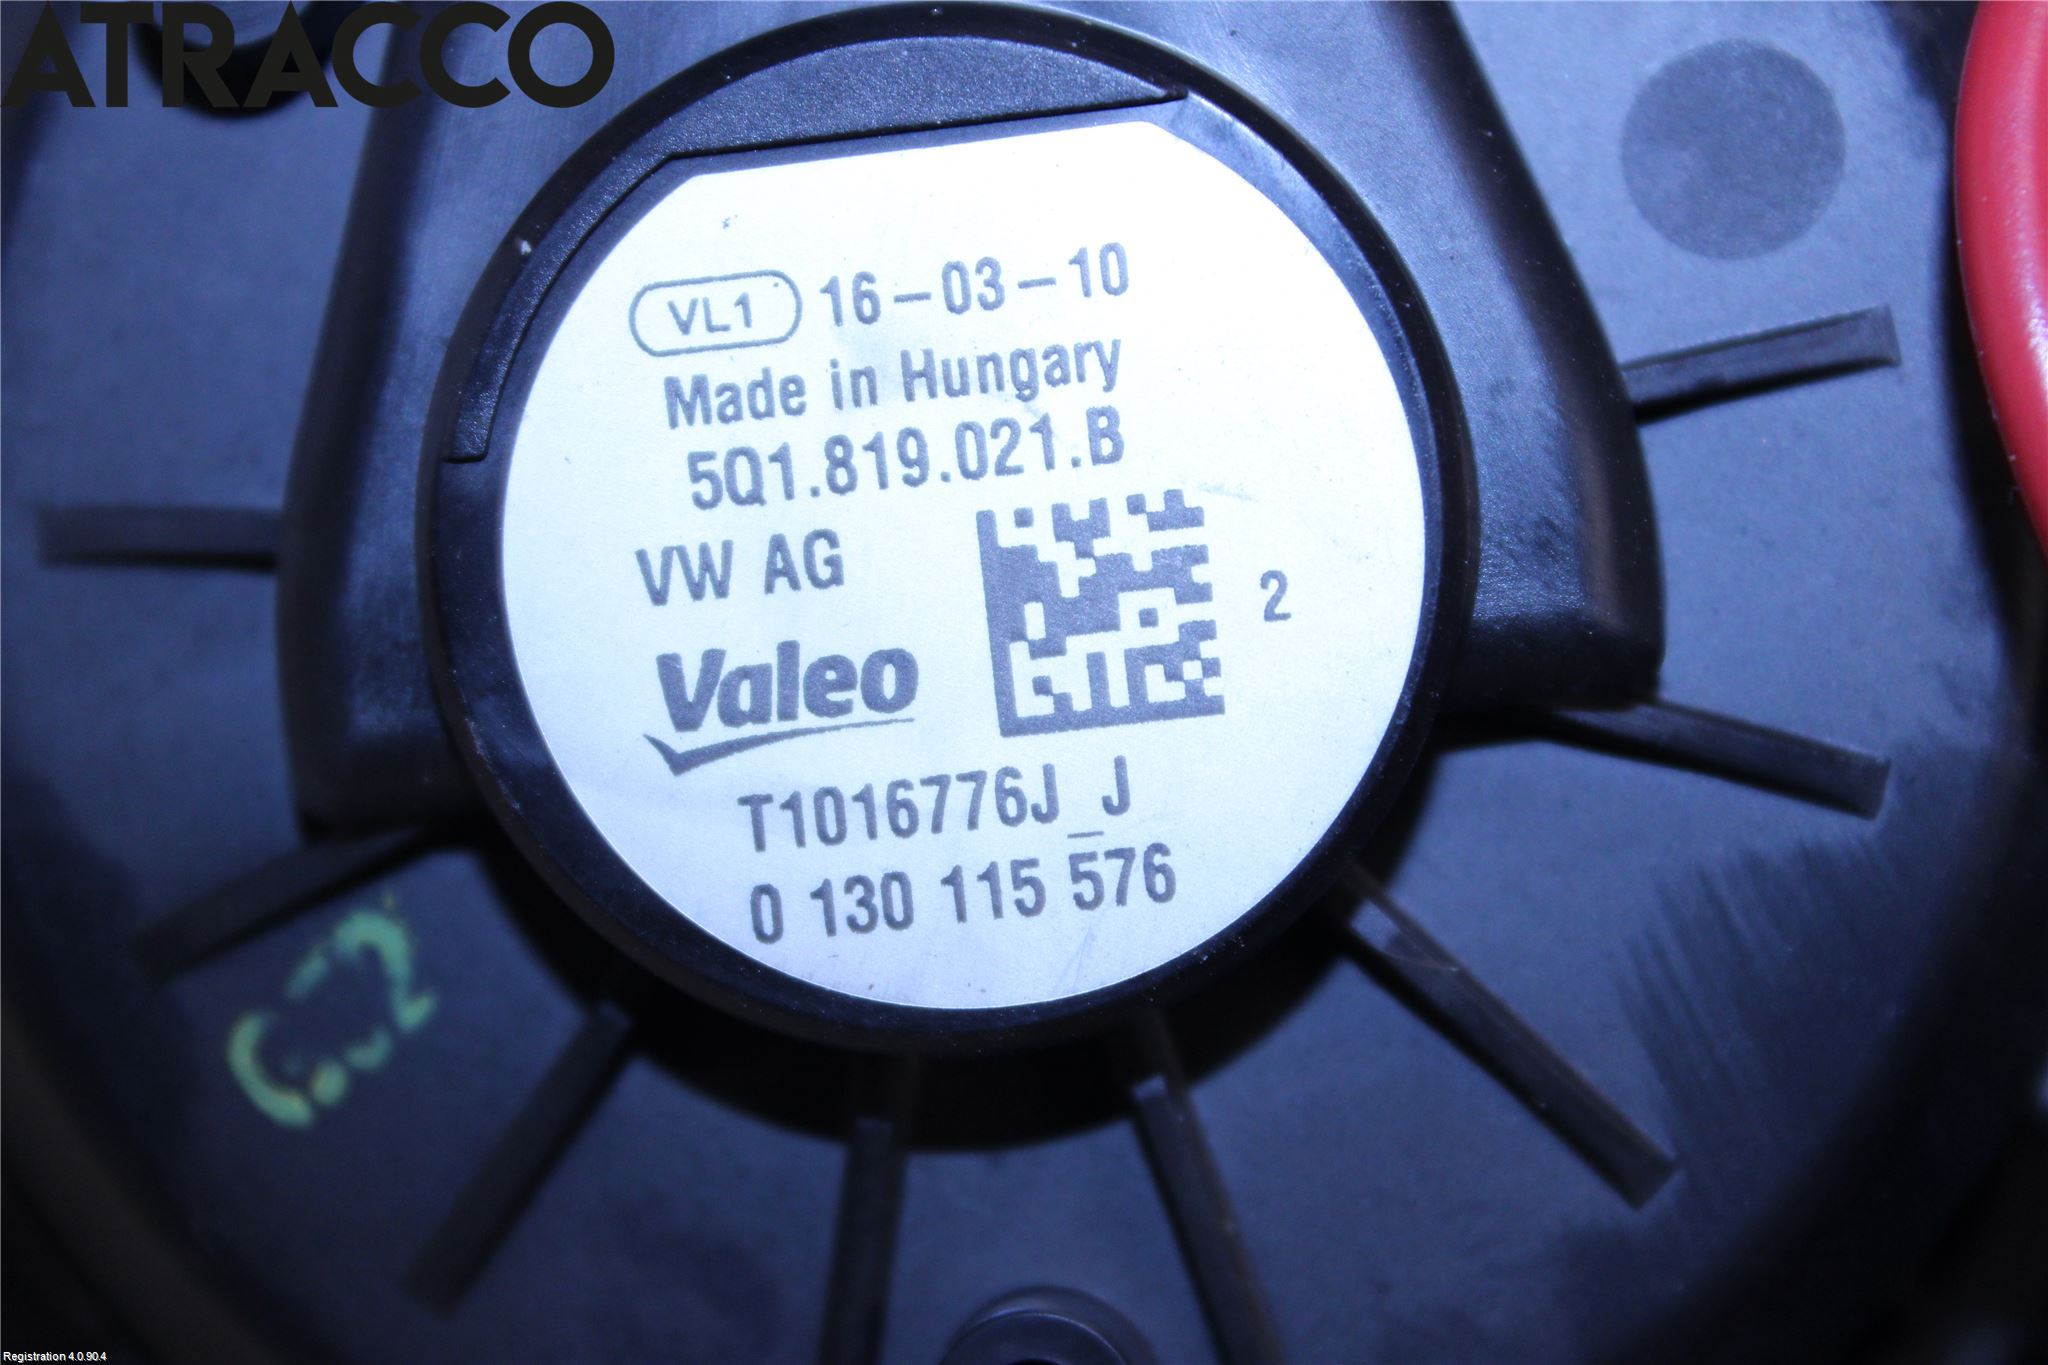 ATRACCO
VL1 16-03-10
Made in Hungary
5Q1.819.021.B
VW AG
2
Valeo
T1016776J_J
0 130 115 576
Registration 4.0.90.4